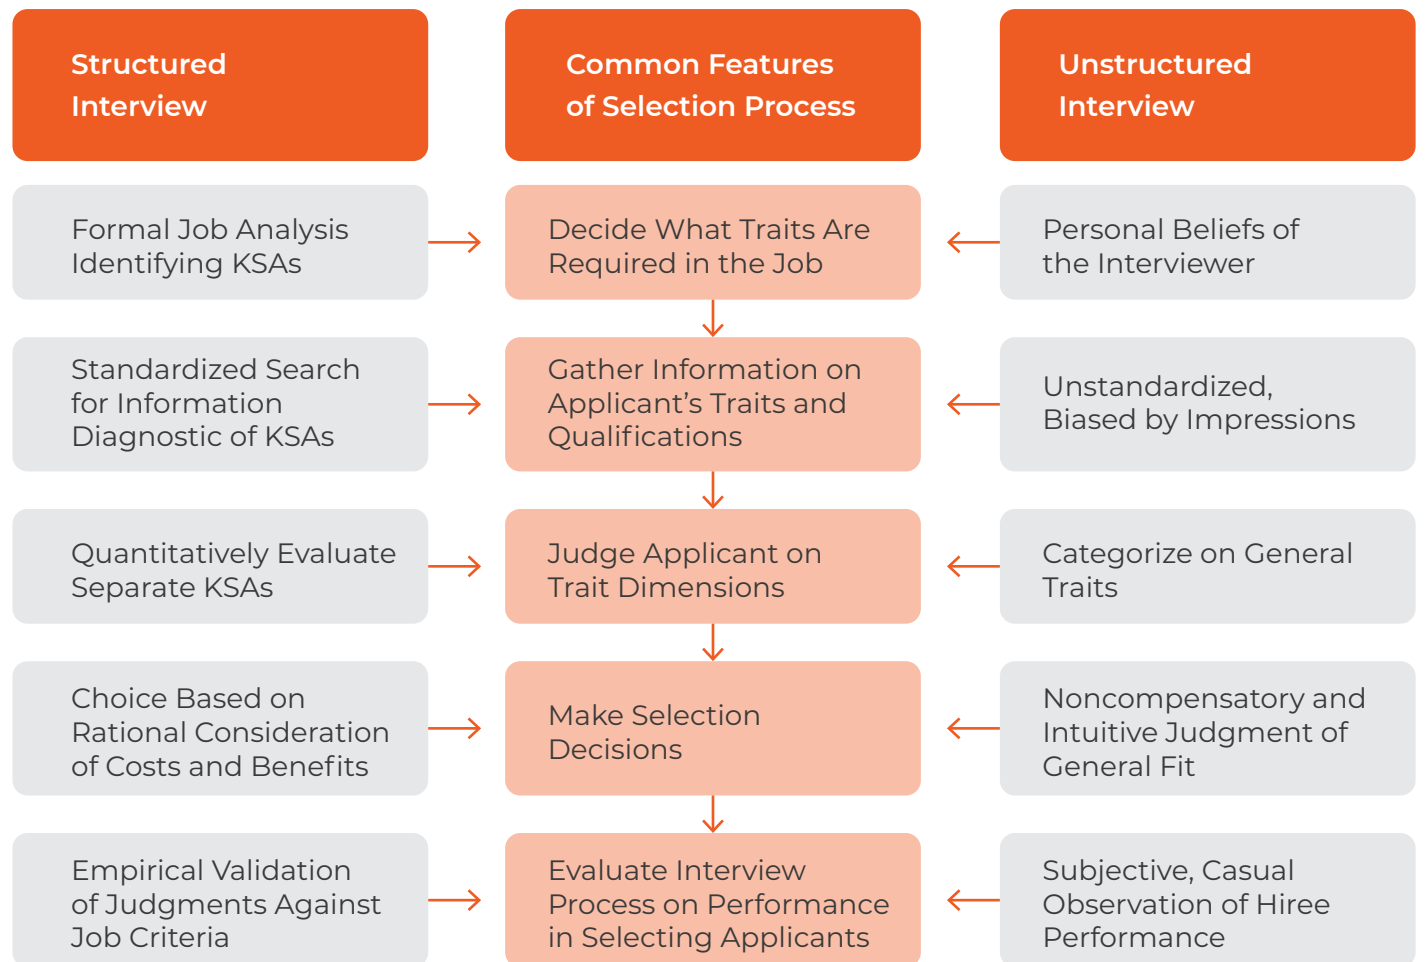 Structured
Interview
Common Features
of Selection Process
Unstructured
Interview
Formal Job Analysis
Identifying KSAs
Decide What Traits Are
Required in the Job
Personal Beliefs of
the Interviewer
Standardized Search
for Information
Diagnostic of KSAs
Gather Information on
Applicant’s Traits and
Qualifications
Unstandardized,
Biased by Impressions
Quantitatively Evaluate
Separate KSAs
Judge Applicant on
Trait Dimensions
Categorize on General
Traits
Choice Based on
Rational Consideration
of Costs and Benefits
Make Selection
Decisions
Noncompensatory and
Intuitive Judgment of
General Fit
Empirical Validation
of Judgments Against
Job Criteria
Evaluate Interview
Process on Performance
in Selecting Applicants
Subjective, Casual
Observation of Hiree
Performance